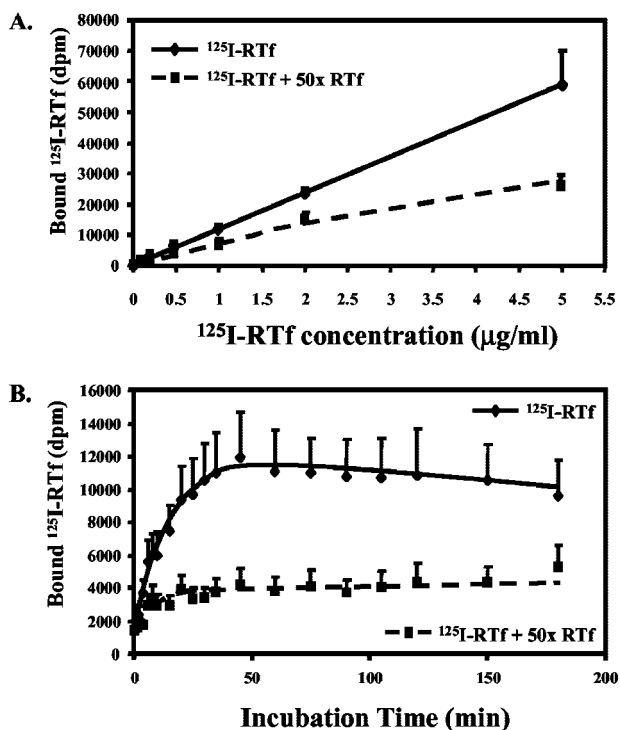 A.
80000
70000
60000
50000
40000
30000
20000
10000
0
Bound ¹²⁵I-RTf (dpm)
¹²⁵I-RTf
¹²⁵I-RTf + 50x RTf
0 0.5 1 1.5 2 2.5 3 3.5 4 4.5 5 5.5
¹²⁵I-RTf concentration (µg/ml)
B.
16000
14000
12000
10000
8000
6000
4000
2000
0
Bound ¹²⁵I-RTf (dpm)
¹²⁵I-RTf
¹²⁵I-RTf + 50x RTf
0 50 100 150 200
Incubation Time (min)